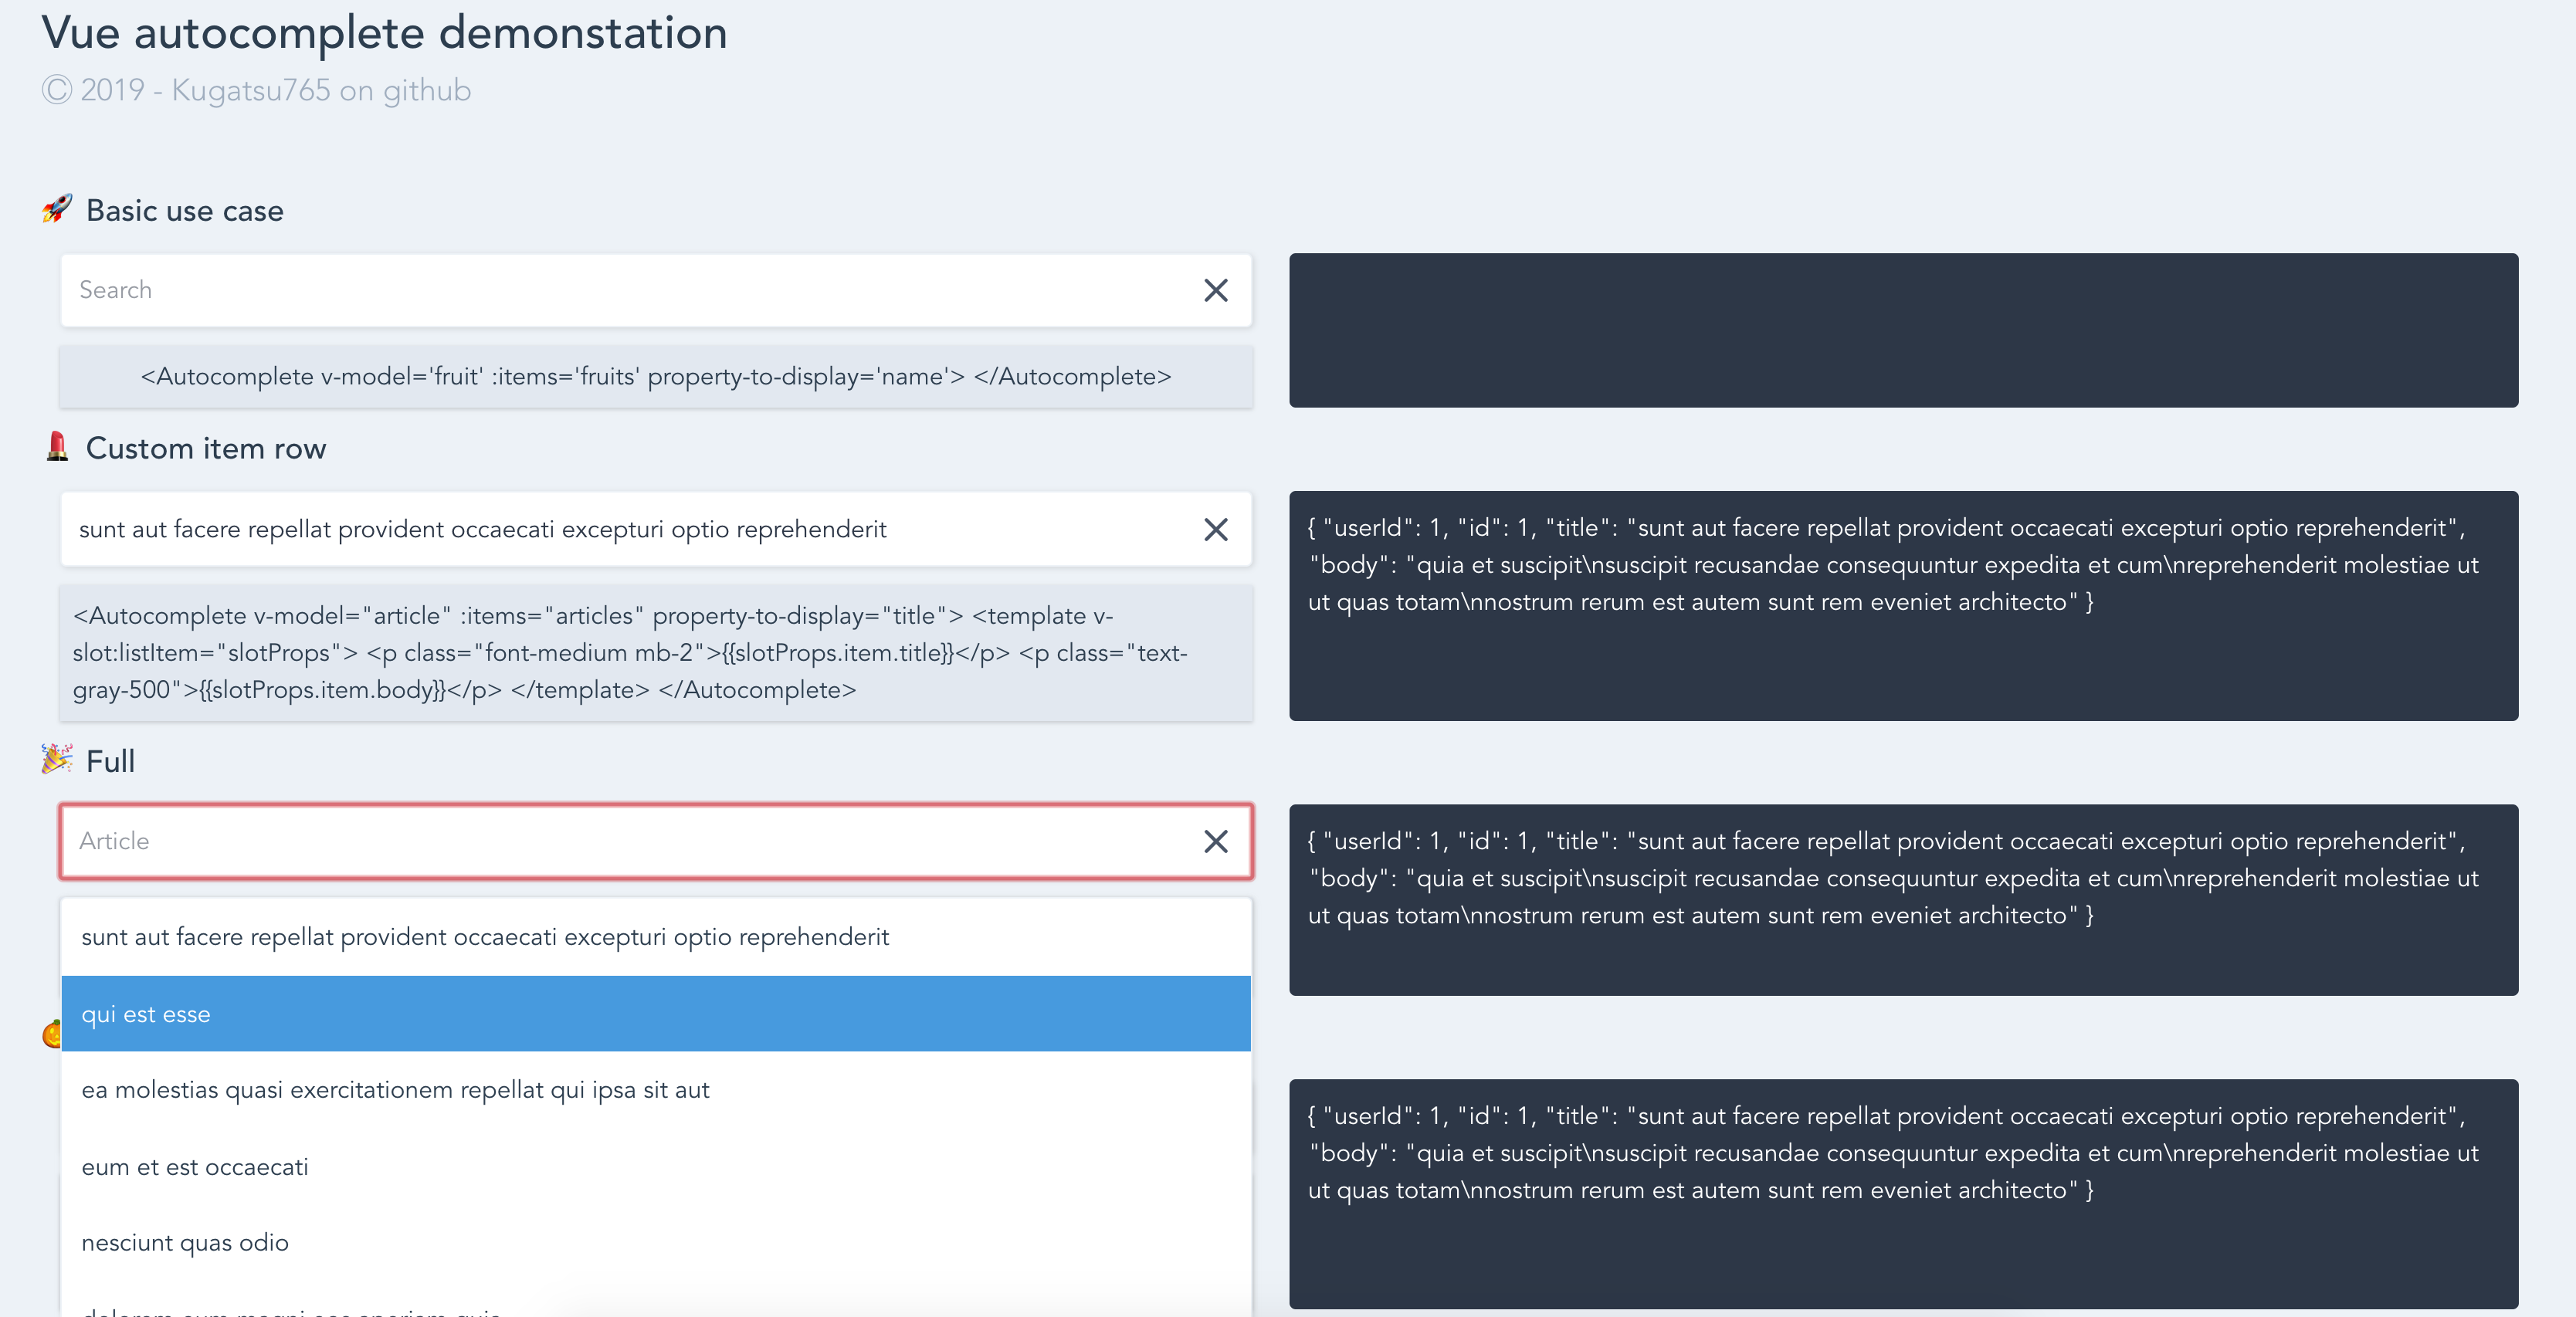 Vue autocomplete demonstation
© 2019 - Kugatsu765 on github
Basic use case
Search
<Autocomplete v-model='fruit' :items='fruits' property-to-display='name'> </Autocomplete>
Custom item row
sunt aut facere repellat provident occaecati excepturi optio reprehenderit
<Autocomplete v-model="article" :items="articles" property-to-display="title"> <template v-
slot:listItem="slotProps"> <p class="font-medium mb-2">{{slotProps.item.title}}</p> <p class="text-
gray-500">{{slotProps.item.body}}</p> </template> </Autocomplete>
{ "userId": 1, "id": 1, "title": "sunt aut facere repellat provident occaecati excepturi optio reprehenderit",
"body": "quia et suscipit\nsuscipit recusandae consequuntur expedita et cum\nreprehenderit molestiae ut
ut quas totam\nnostrum rerum est autem sunt rem eveniet architecto" }
Full
Article
sunt aut facere repellat provident occaecati excepturi optio reprehenderit
qui est esse
ea molestias quasi exercitationem repellat qui ipsa sit aut
eum et est occaecati
nesciunt quas odio
{ "userId": 1, "id": 1, "title": "sunt aut facere repellat provident occaecati excepturi optio reprehenderit",
"body": "quia et suscipit\nsuscipit recusandae consequuntur expedita et cum\nreprehenderit molestiae ut
ut quas totam\nnostrum rerum est autem sunt rem eveniet architecto" }
{ "userId": 1, "id": 1, "title": "sunt aut facere repellat provident occaecati excepturi optio reprehenderit",
"body": "quia et suscipit\nsuscipit recusandae consequuntur expedita et cum\nreprehenderit molestiae ut
ut quas totam\nnostrum rerum est autem sunt rem eveniet architecto" }